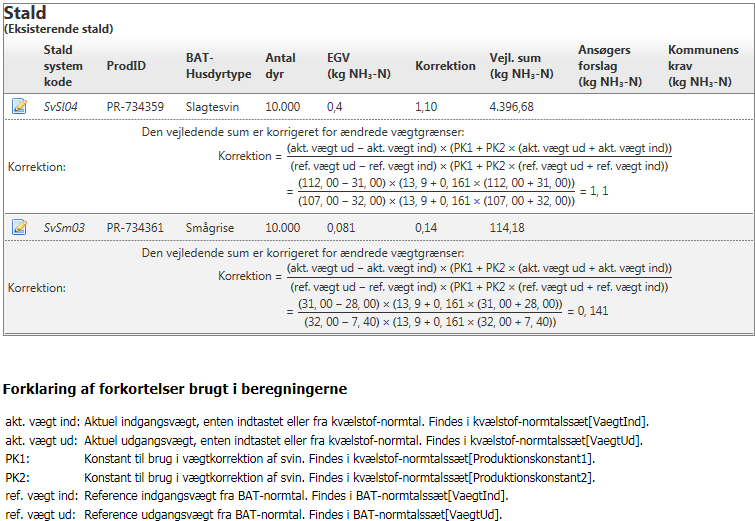 Stald
(Eksisterende stald)
Stald system kode ProdID BAT-Husdyrtype Antal dyr EGV (kg NH₃-N) Korrektion Vejl. sum (kg NH₃-N) Ansøgers forslag (kg NH₃-N) Kommunens krav (kg NH₃-N)
SvSl04 PR-734359 Slagtesvin 10.000 0,4 1,10 4.396,68
Den vejledende sum er korrigeret for ændrede vægtgrænser:
Korrektion:
Korrektion = (akt. vægt ud − akt. vægt ind) × (PK1 + PK2 × (akt. vægt ud + akt. vægt ind))
(ref. vægt ud − ref. vægt ind) × (PK1 + PK2 × (ref. vægt ud + ref. vægt ind))
= (112, 00 − 31, 00) × (13, 9 + 0, 161 × (112, 00 + 31, 00))
(107, 00 − 32, 00) × (13, 9 + 0, 161 × (107, 00 + 32, 00)) = 1, 1
SvSm03 PR-734361 Smågrise 10.000 0,081 0,14 114,18
Den vejledende sum er korrigeret for ændrede vægtgrænser:
Korrektion:
Korrektion = (akt. vægt ud − akt. vægt ind) × (PK1 + PK2 × (akt. vægt ud + akt. vægt ind))
(ref. vægt ud − ref. vægt ind) × (PK1 + PK2 × (ref. vægt ud + ref. vægt ind))
= (31, 00 − 28, 00) × (13, 9 + 0, 161 × (31, 00 + 28, 00))
(32, 00 − 7, 40) × (13, 9 + 0, 161 × (32, 00 + 7, 40)) = 0, 141
Forklaring af forkortelser brugt i beregningerne
akt. vægt ind: Aktuel indgangsvægt, enten indtastet eller fra kvælstof-normtal. Findes i kvælstof-normtalssæt[VaegtInd].
akt. vægt ud: Aktuel udgangsvægt, enten indtastet eller fra kvælstof-normtal. Findes i kvælstof-normtalssæt[VaegtUd].
PK1: Konstant til brug i vægtkorrektion af svin. Findes i kvælstof-normtalssæt[Produktionskonstant1].
PK2: Konstant til brug i vægtkorrektion af svin. Findes i kvælstof-normtalssæt[Produktionskonstant2].
ref. vægt ind: Reference indgangsvægt fra BAT-normtal. Findes i BAT-normtalssæt[VaegtInd].
ref. vægt ud: Reference udgangsvægt fra BAT-normtal. Findes i BAT-normtalssæt[VaegtUd].